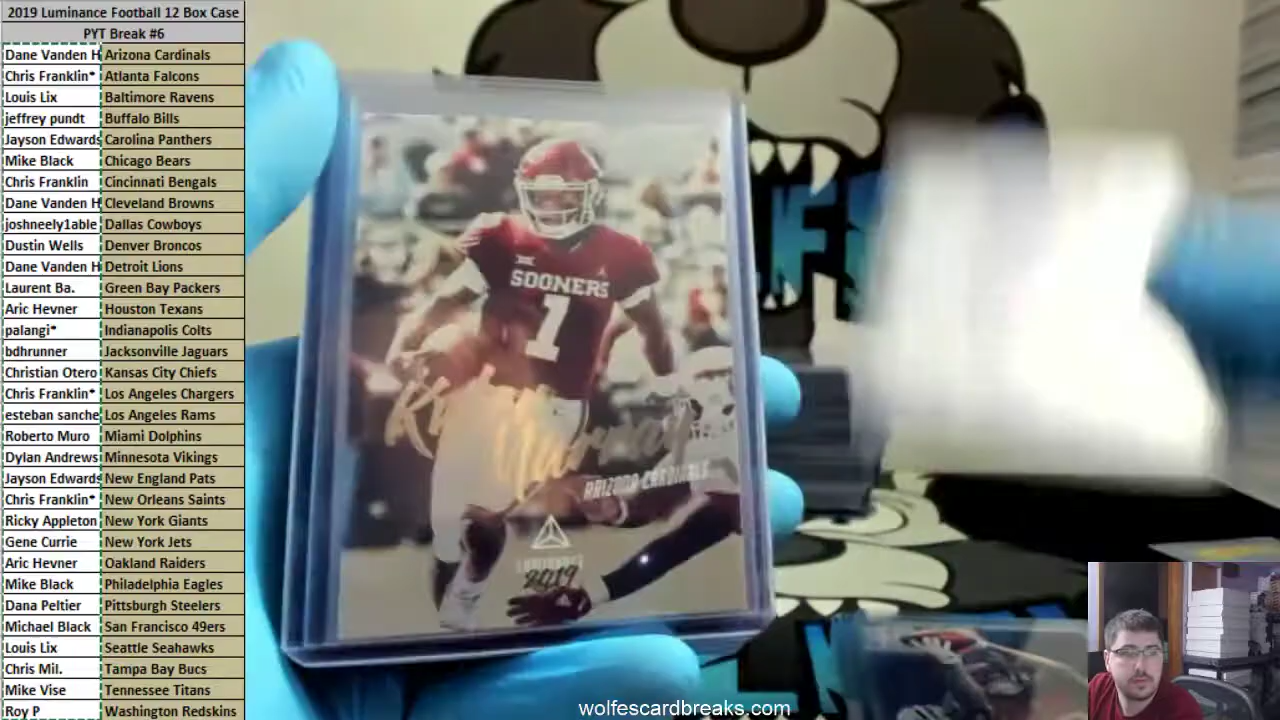 2019 Luminance Football 12 Box Case
PYT Break #6
Dane Vanden H Arizona Cardinals
Chris Franklin* Atlanta Falcons
Louis Lix Baltimore Ravens
jeffrey pundt Buffalo Bills
Jayson Edwards Carolina Panthers
Mike Black Chicago Bears
Chris Franklin Cincinnati Bengals
Dane Vanden H Cleveland Browns
joshneely1able Dallas Cowboys
Dustin Wells Denver Broncos
Dane Vanden H Detroit Lions
Laurent Ba. Green Bay Packers
Aric Hevner Houston Texans
palangi* Indianapolis Colts
bdhrunner Jacksonville Jaguars
Christian Otero Kansas City Chiefs
Chris Franklin* Los Angeles Chargers
esteban sanche Los Angeles Rams
Roberto Muro Miami Dolphins
Dylan Andrews Minnesota Vikings
Jayson Edwards New England Pats
Chris Franklin* New Orleans Saints
Ricky Appleton New York Giants
Gene Currie New York Jets
Aric Hevner Oakland Raiders
Mike Black Philadelphia Eagles
Dana Peltier Pittsburgh Steelers
Michael Black San Francisco 49ers
Louis Lix Seattle Seahawks
Chris Mil. Tampa Bay Bucs
Mike Vise Tennessee Titans
Roy P Washington Redskins
SOONERS
1
Murray
ARIZONA CARDINALS
LUMINANCE
2019
wolfescardbreaks.com